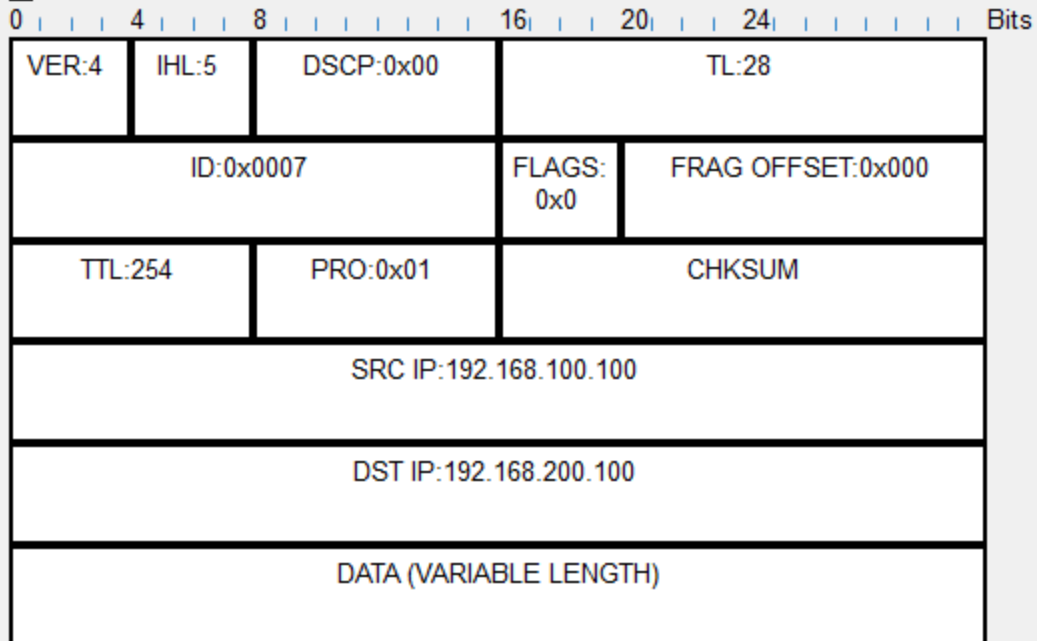 0 4 8 16 20 24 Bits
VER:4 IHL:5 DSCP:0x00 TL:28
ID:0x0007 FLAGS: FRAG OFFSET:0x000
0x0
TTL:254 PRO:0x01 CHKSUM
SRC IP:192.168.100.100
DST IP:192.168.200.100
DATA (VARIABLE LENGTH)